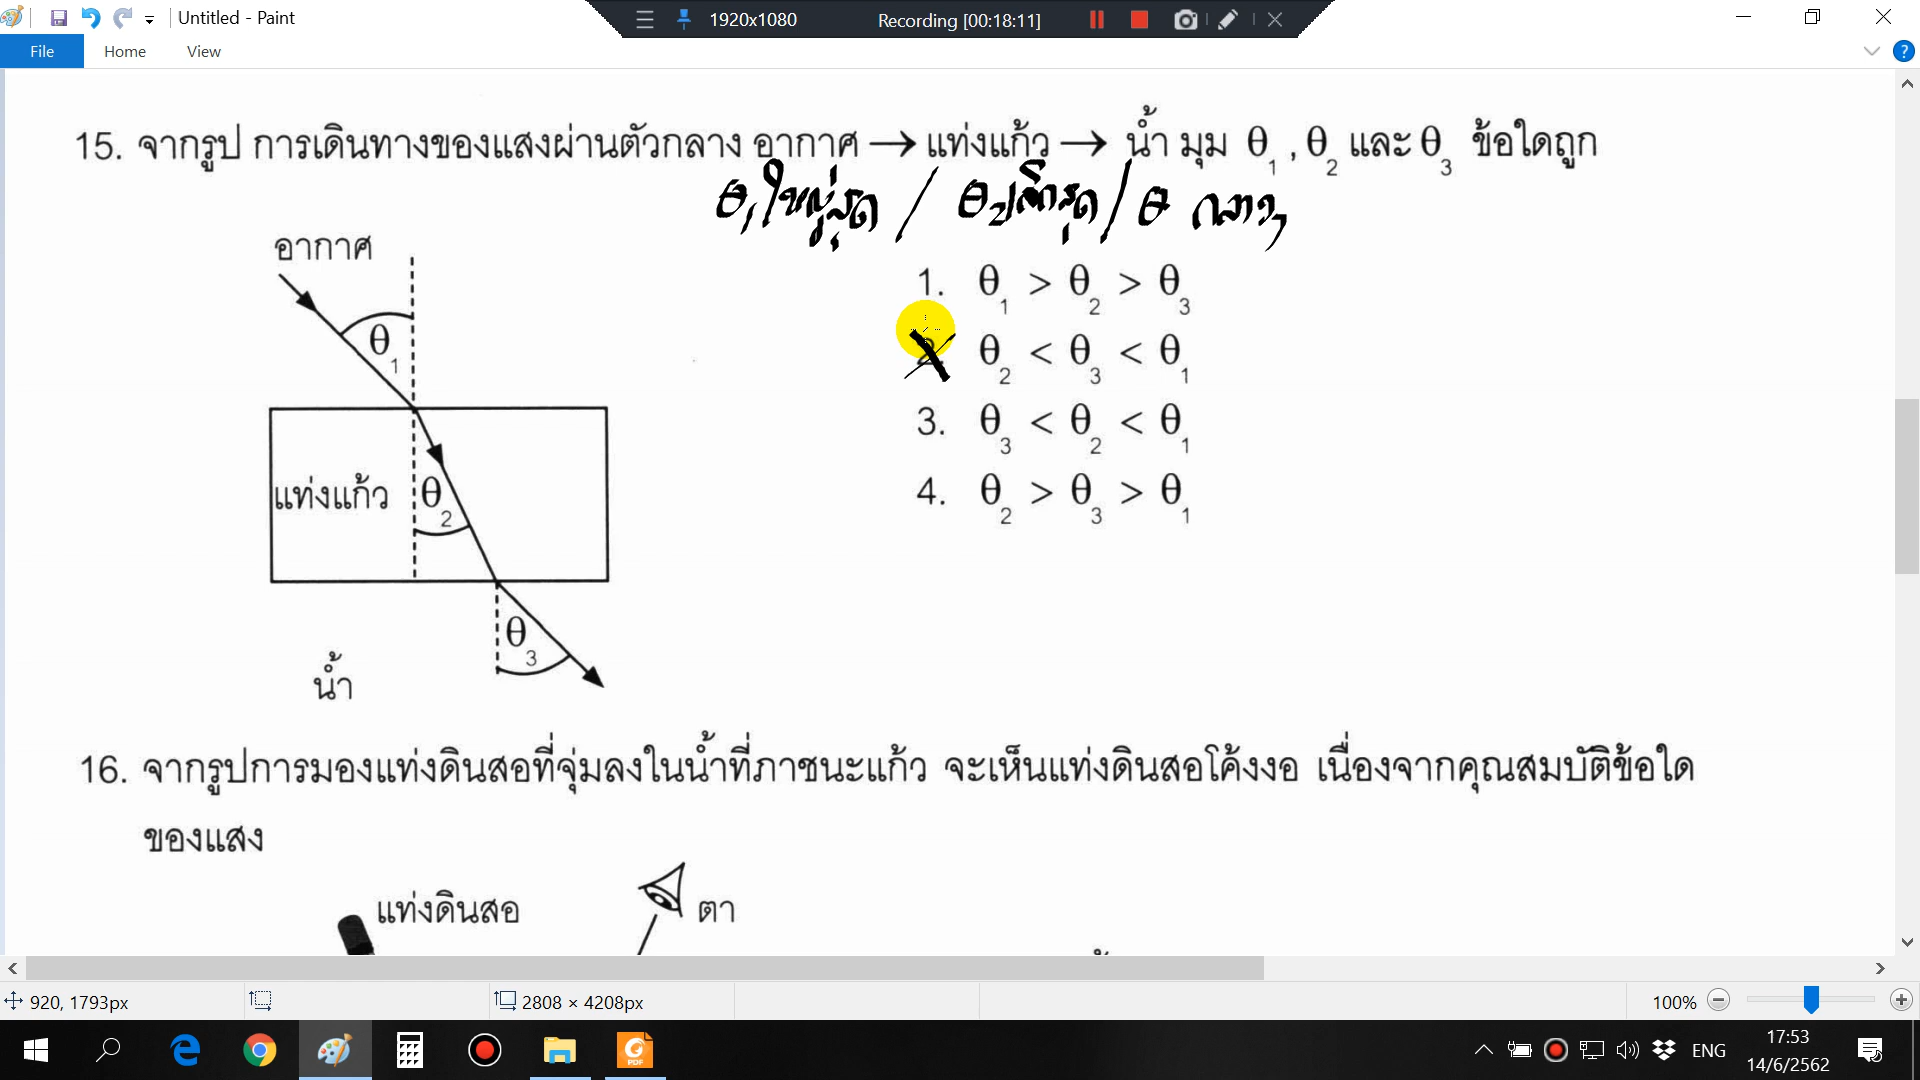 Untitled - Paint
1920x1080
Recording [00:18:11]
File Home View
15. จากรูป การเดินทางของแสงผ่านตัวกลาง อากาศ → แท่งแก้ว → น้ำ มุม θ1 , θ2 และ θ3 ข้อใดถูก
θ1 ใหญ่สุด / θ2 เล็กสุด / θ กลาง
อากาศ
θ1
แท่งแก้ว
θ2
θ3
น้ำ
1. θ1 > θ2 > θ3
2. θ2 < θ3 < θ1
3. θ3 < θ2 < θ1
4. θ2 > θ3 > θ1
16. จากรูปการมองแท่งดินสอที่จุ่มลงในน้ำที่ภาชนะแก้ว จะเห็นแท่งดินสอโค้งงอ เนื่องจากคุณสมบัติข้อใด
ของแสง
แท่งดินสอ
ตา
920, 1793px
2808 × 4208px
100%
PDF
ENG
17:53
14/6/2562